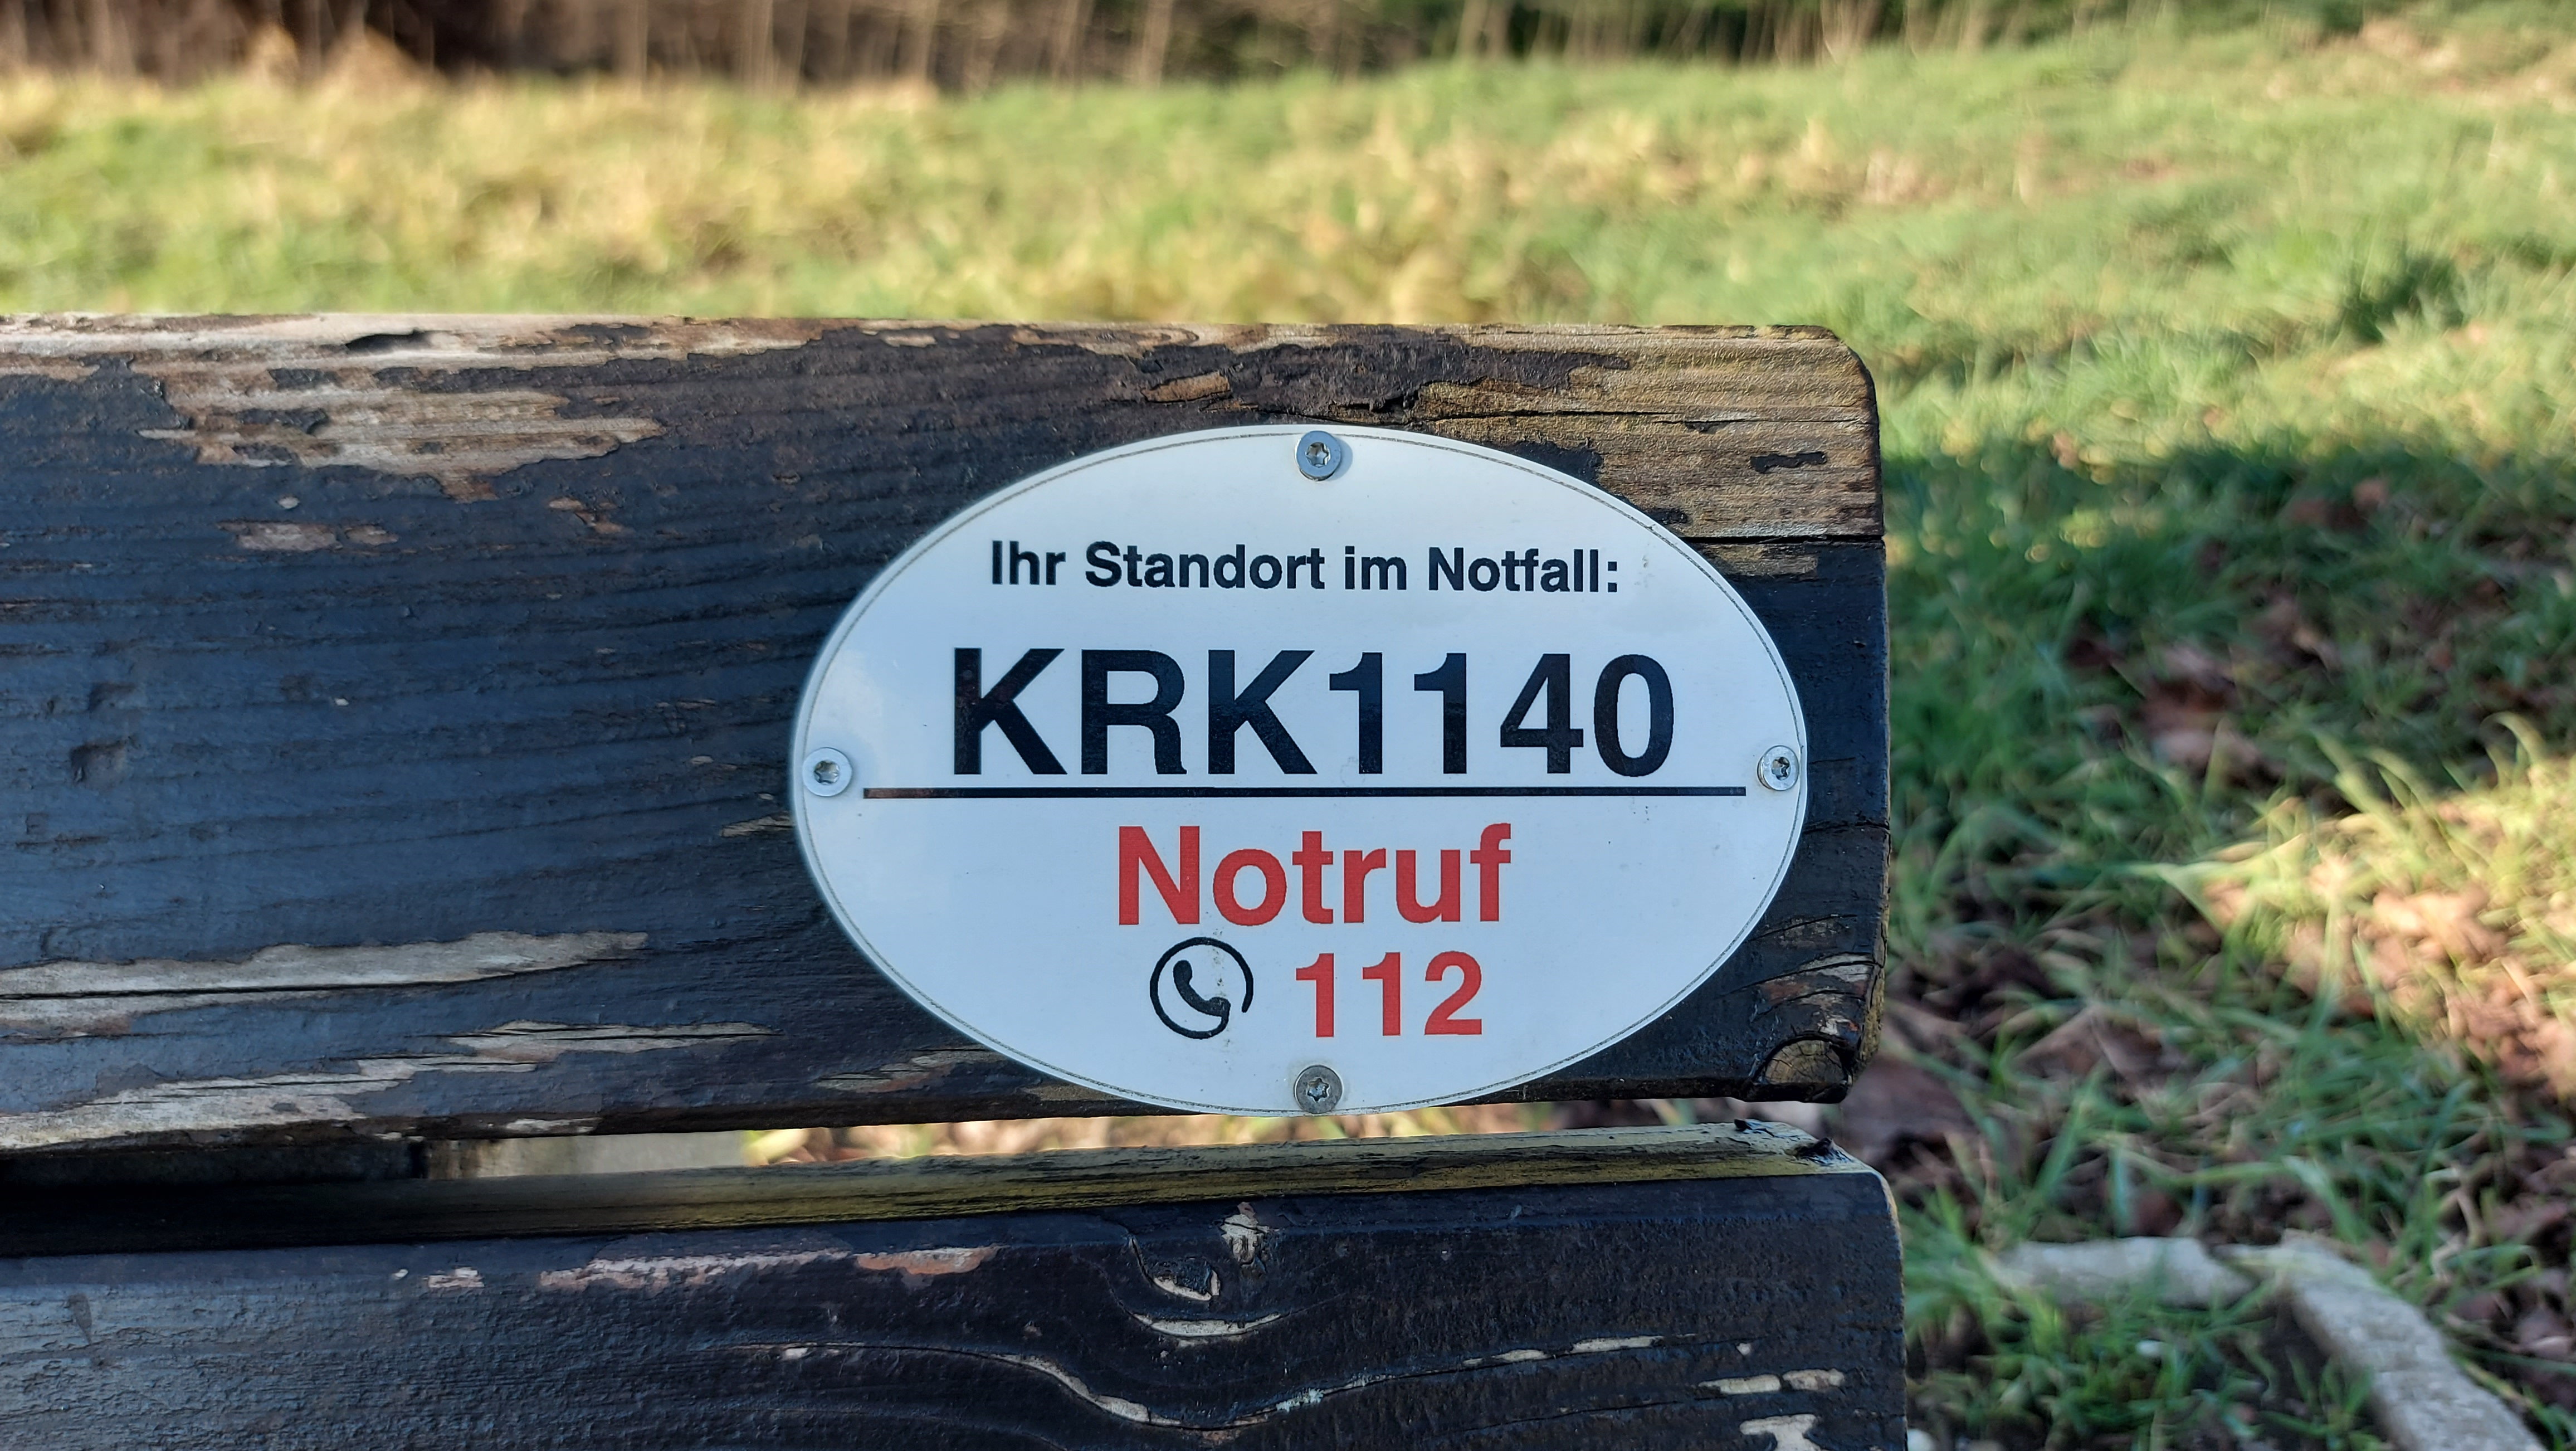 Ihr Standort im Notfall:
KRK1140
Notruf
112